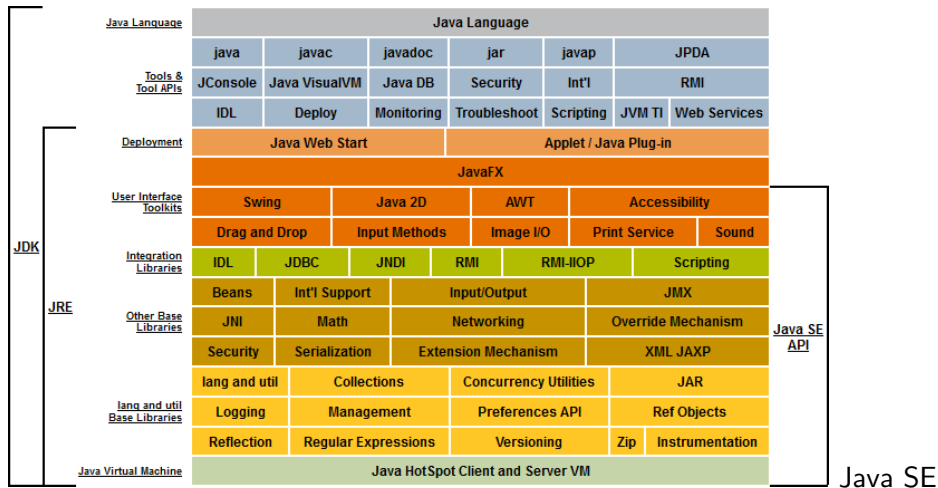 Java Language Java Language
java javac javadoc jar javap JPDA
Tools &
Tool APIs
JConsole Java VisualVM Java DB Security Int'l RMI
IDL Deploy Monitoring Troubleshoot Scripting JVM TI Web Services
Deployment Java Web Start Applet / Java Plug-in
JavaFX
User Interface
Toolkits
Swing Java 2D AWT Accessibility
Drag and Drop Input Methods Image I/O Print Service Sound
JDK
Integration
Libraries
IDL JDBC JNDI RMI RMI-IIOP Scripting
JRE
Beans Int'l Support Input/Output JMX
Other Base
Libraries
JNI Math Networking Override Mechanism
Java SE
API
Security Serialization Extension Mechanism XML JAXP
lang and util Collections Concurrency Utilities JAR
lang and util
Base Libraries
Logging Management Preferences API Ref Objects
Reflection Regular Expressions Versioning Zip Instrumentation
Java Virtual Machine Java HotSpot Client and Server VM
Java SE